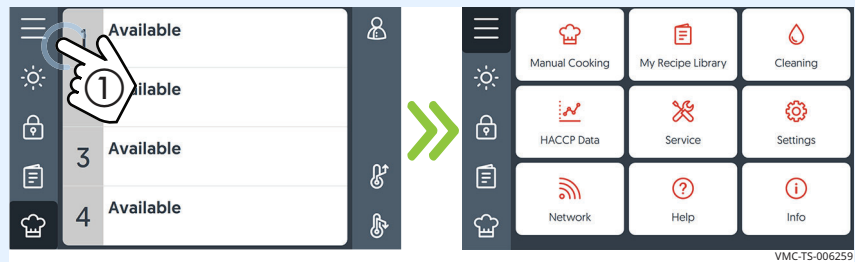 1 Available
1 ilable
3 Available
4 Available
Manual Cooking
My Recipe Library
Cleaning
HACCP Data
Service
Settings
Network
? Help
i Info
VMC-TS-006259